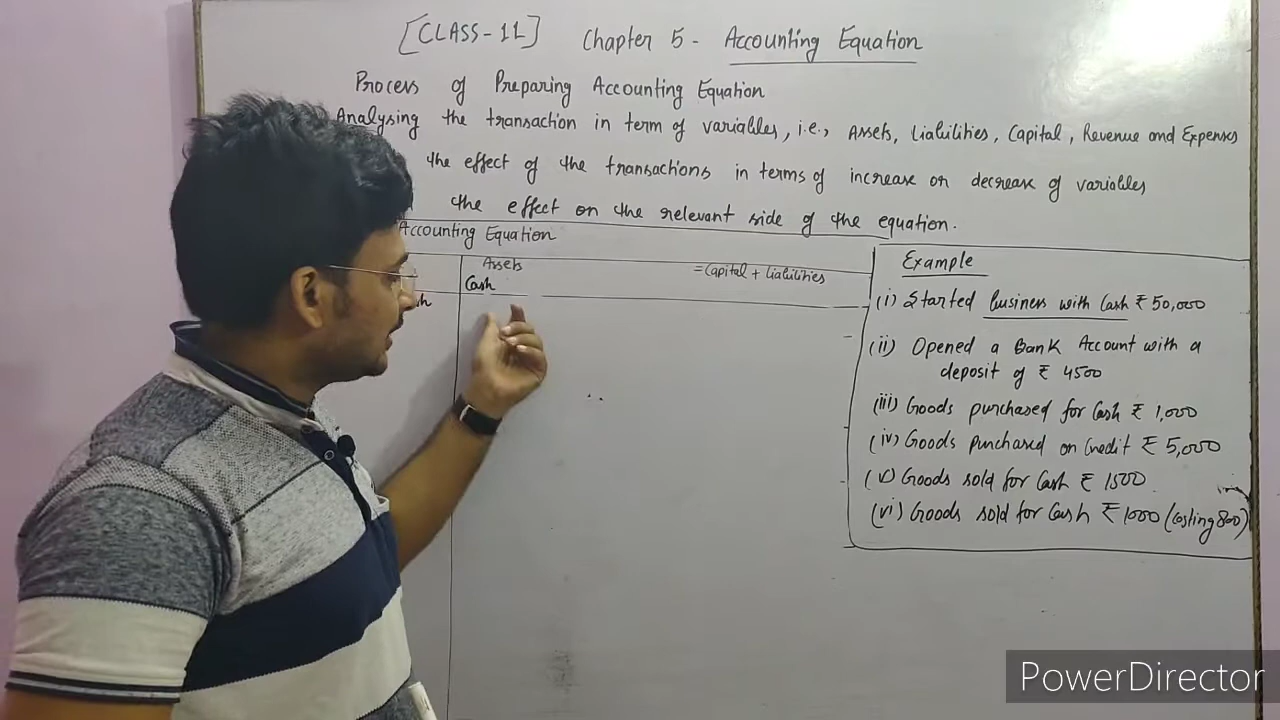 [CLASS-11] Chapter 5 - Accounting Equation
Process of Preparing Accounting Equation
Analysing the transaction in term of variables, i.e., Assets, Liabilities, Capital, Revenue and Expenses
the effect of the transactions in terms of increase or decrease of variables
the effect on the relevant side of the equation.
Accounting Equation
Assets = Capital + Liabilities
Cash
Example
(i) Started business with Cash ₹ 50,000
(ii) Opened a Bank Account with a
deposit of ₹ 4500
(iii) Goods purchased for Cash ₹ 1,000
(iv) Goods purchased on Credit ₹ 5,000
(v) Goods sold for Cash ₹ 1500
(vi) Goods sold for Cash ₹ 1000 (Costing 800)
PowerDirector